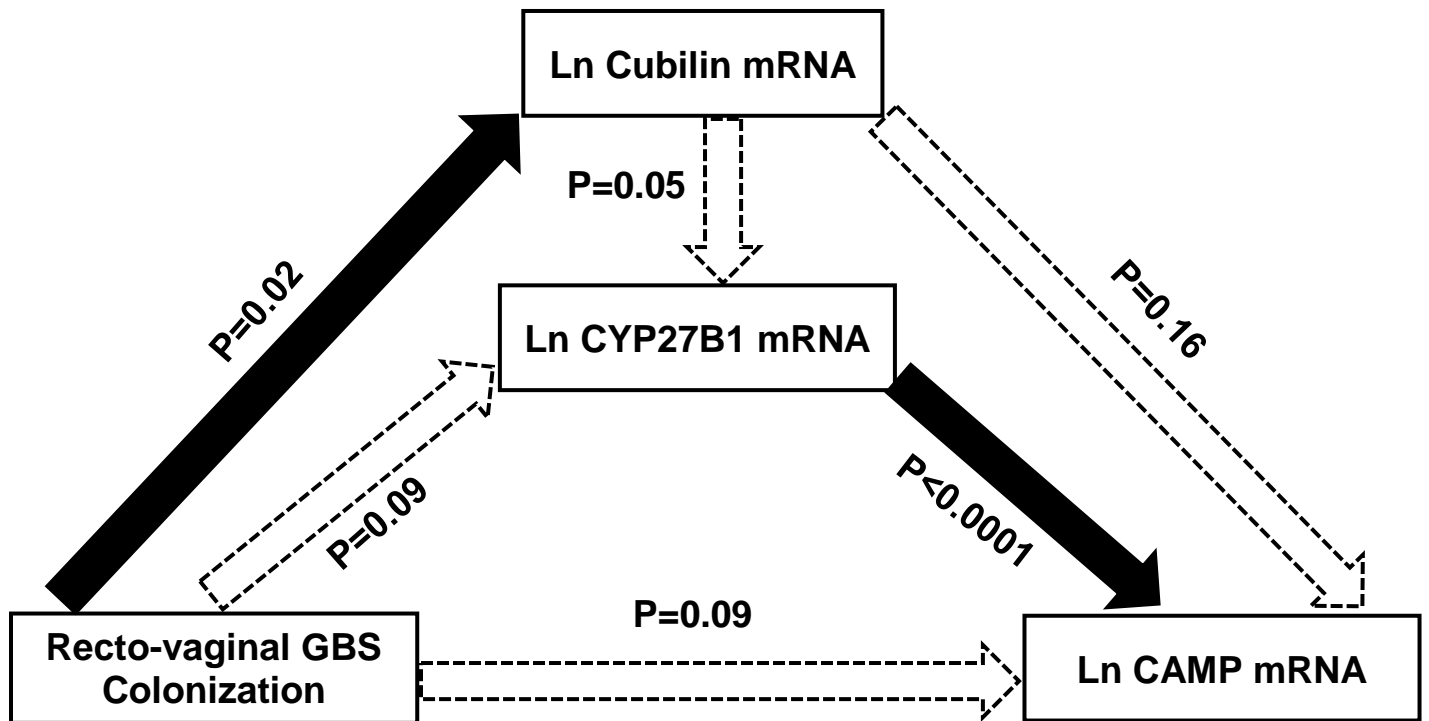 Ln Cubilin mRNA
P=0.05
P=0.02
P=0.16
Ln CYP27B1 mRNA
P=0.09
P<0.0001
P=0.09
Recto-vaginal GBS
Colonization
Ln CAMP mRNA